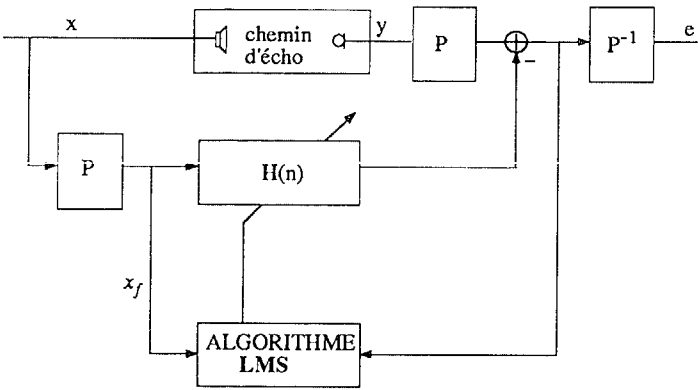 x
chemin
d'écho
y
P
P⁻¹
e
−
P
H(n)
x_f
ALGORITHME
LMS